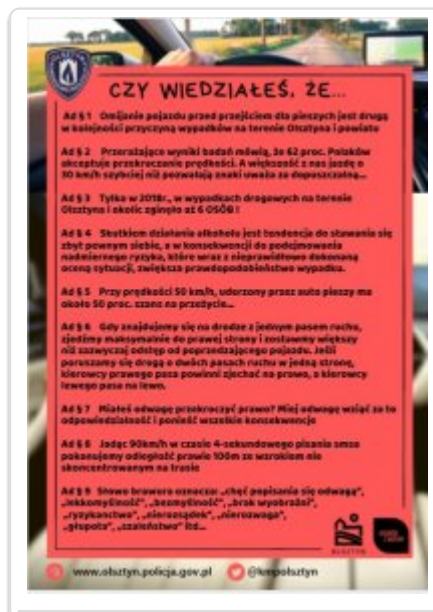 CZY WIEDZIAŁEŚ, ŻE...
Ad § 1 Omijanie pojazdu przed przejściem dla pieszych jest drugą
w kolejności przyczyną wypadków na terenie Olsztyna i powiatu
Ad § 2 Przerażające wyniki badań mówią, że 62 proc. Polaków
akceptuje przekraczanie prędkości. A większość z nas jazdę o
30 km/h szybciej niż pozwalają znaki uważa za dopuszczalną...
Ad § 3 Tylko w 2018r., w wypadkach drogowych na terenie
Olsztyna i okolic zginęło aż 6 OSÓB !
Ad § 4 Skutkiem działania alkoholu jest tendencja do stawania się
zbyt pewnym siebie, a w konsekwencji do podejmowania
nadmiernego ryzyka, które wraz z nieprawidłowo dokonaną
oceną sytuacji, zwiększa prawdopodobieństwo wypadku.
Ad § 5 Przy prędkości 50 km/h, uderzony przez auto pieszy ma
około 50 proc. szans na przeżycie...
Ad § 6 Gdy znajdujemy się na drodze z jednym pasem ruchu,
zjedźmy maksymalnie do prawej strony i zostawmy większy
niż zazwyczaj odstęp od poprzedzającego pojazdu. Jeśli
poruszamy się drogą o dwóch pasach ruchu w jedną stronę,
kierowcy prawego pasa powinni zjechać na prawo, a kierowcy
lewego pasa na lewo.
Ad § 7 Miałeś odwagę przekroczyć prawo? Miej odwagę wziąć za to
odpowiedzialność i ponieść wszelkie konsekwencje
Ad § 8 Jadąc 90km/h w czasie 4-sekundowego pisania smsa
pokonujemy odległość prawie 100m ze wzrokiem nie
skoncentrowanym na trasie
Ad § 9 Słowo brawura oznacza: „chęć popisania się odwagą”,
„lekkomyślność”, „bezmyślność”, „brak wyobraźni”,
„ryzykanctwo”, „nierozsądek”, „nierozwaga”,
„głupota”, „szaleństwo” itd...
OLSZTYN
www.olsztyn.policja.gov.pl @kmpolsztyn